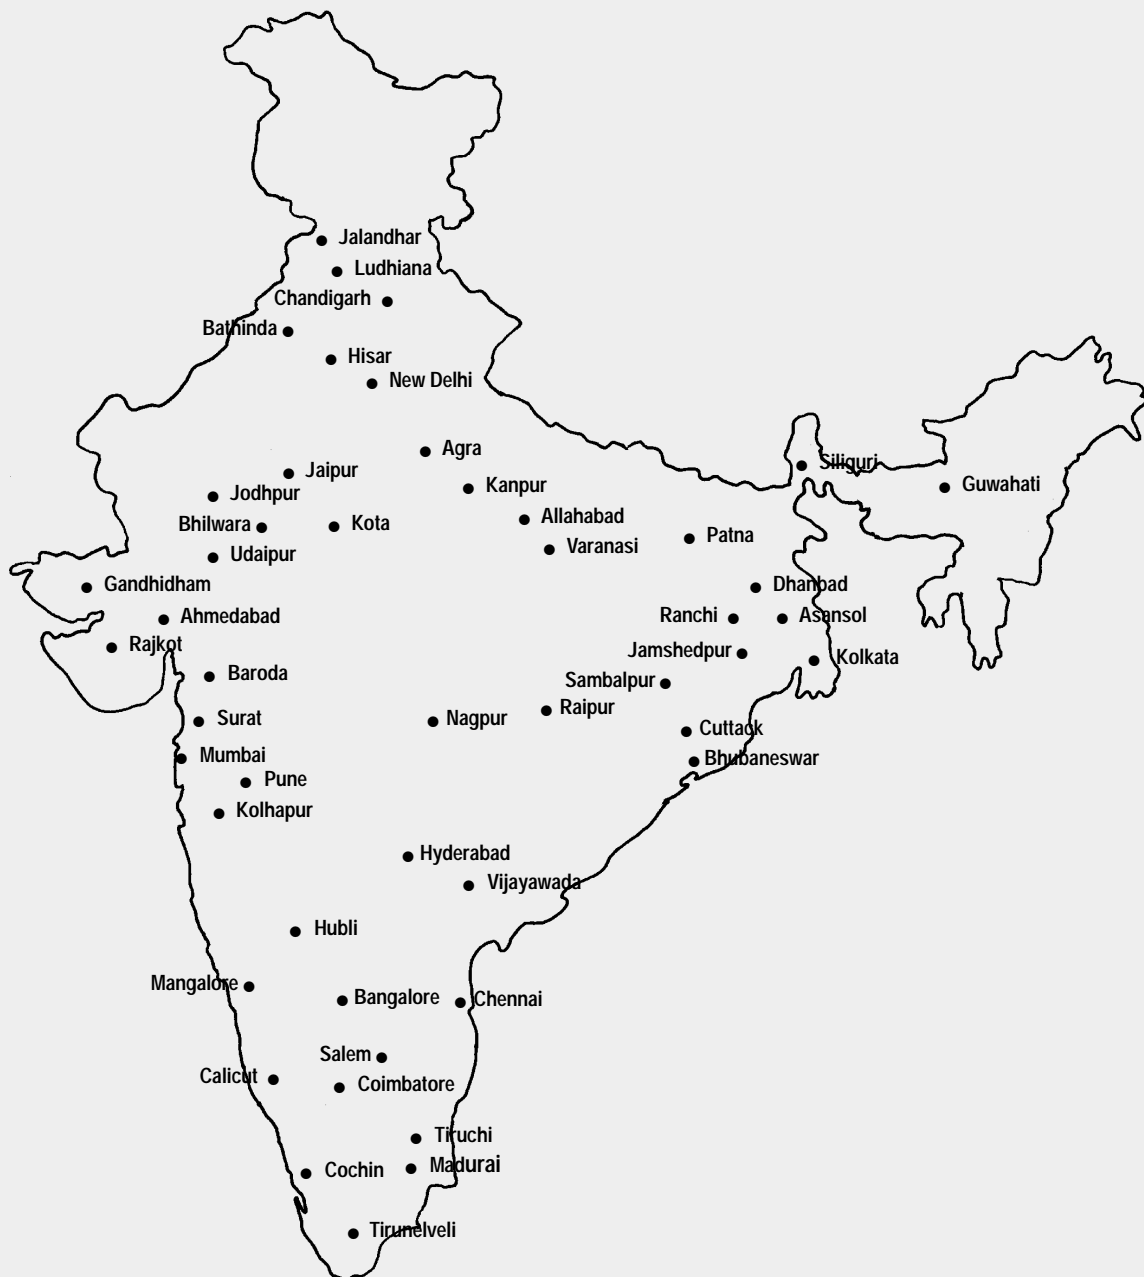 Jalandhar
Ludhiana
Chandigarh
Bathinda
Hisar
New Delhi
Agra
Siliguri
Jaipur
Kanpur
Guwahati
Jodhpur
Allahabad
Bhilwara
Kota
Patna
Varanasi
Udaipur
Gandhidham
Dhanbad
Ahmedabad
Ranchi
Asansol
Rajkot
Jamshedpur
Kolkata
Baroda
Sambalpur
Raipur
Surat
Nagpur
Cuttack
Mumbai
Bhubaneswar
Pune
Kolhapur
Hyderabad
Vijayawada
Hubli
Mangalore
Bangalore
Chennai
Salem
Calicut
Coimbatore
Tiruchi
Madurai
Cochin
Tirunelveli